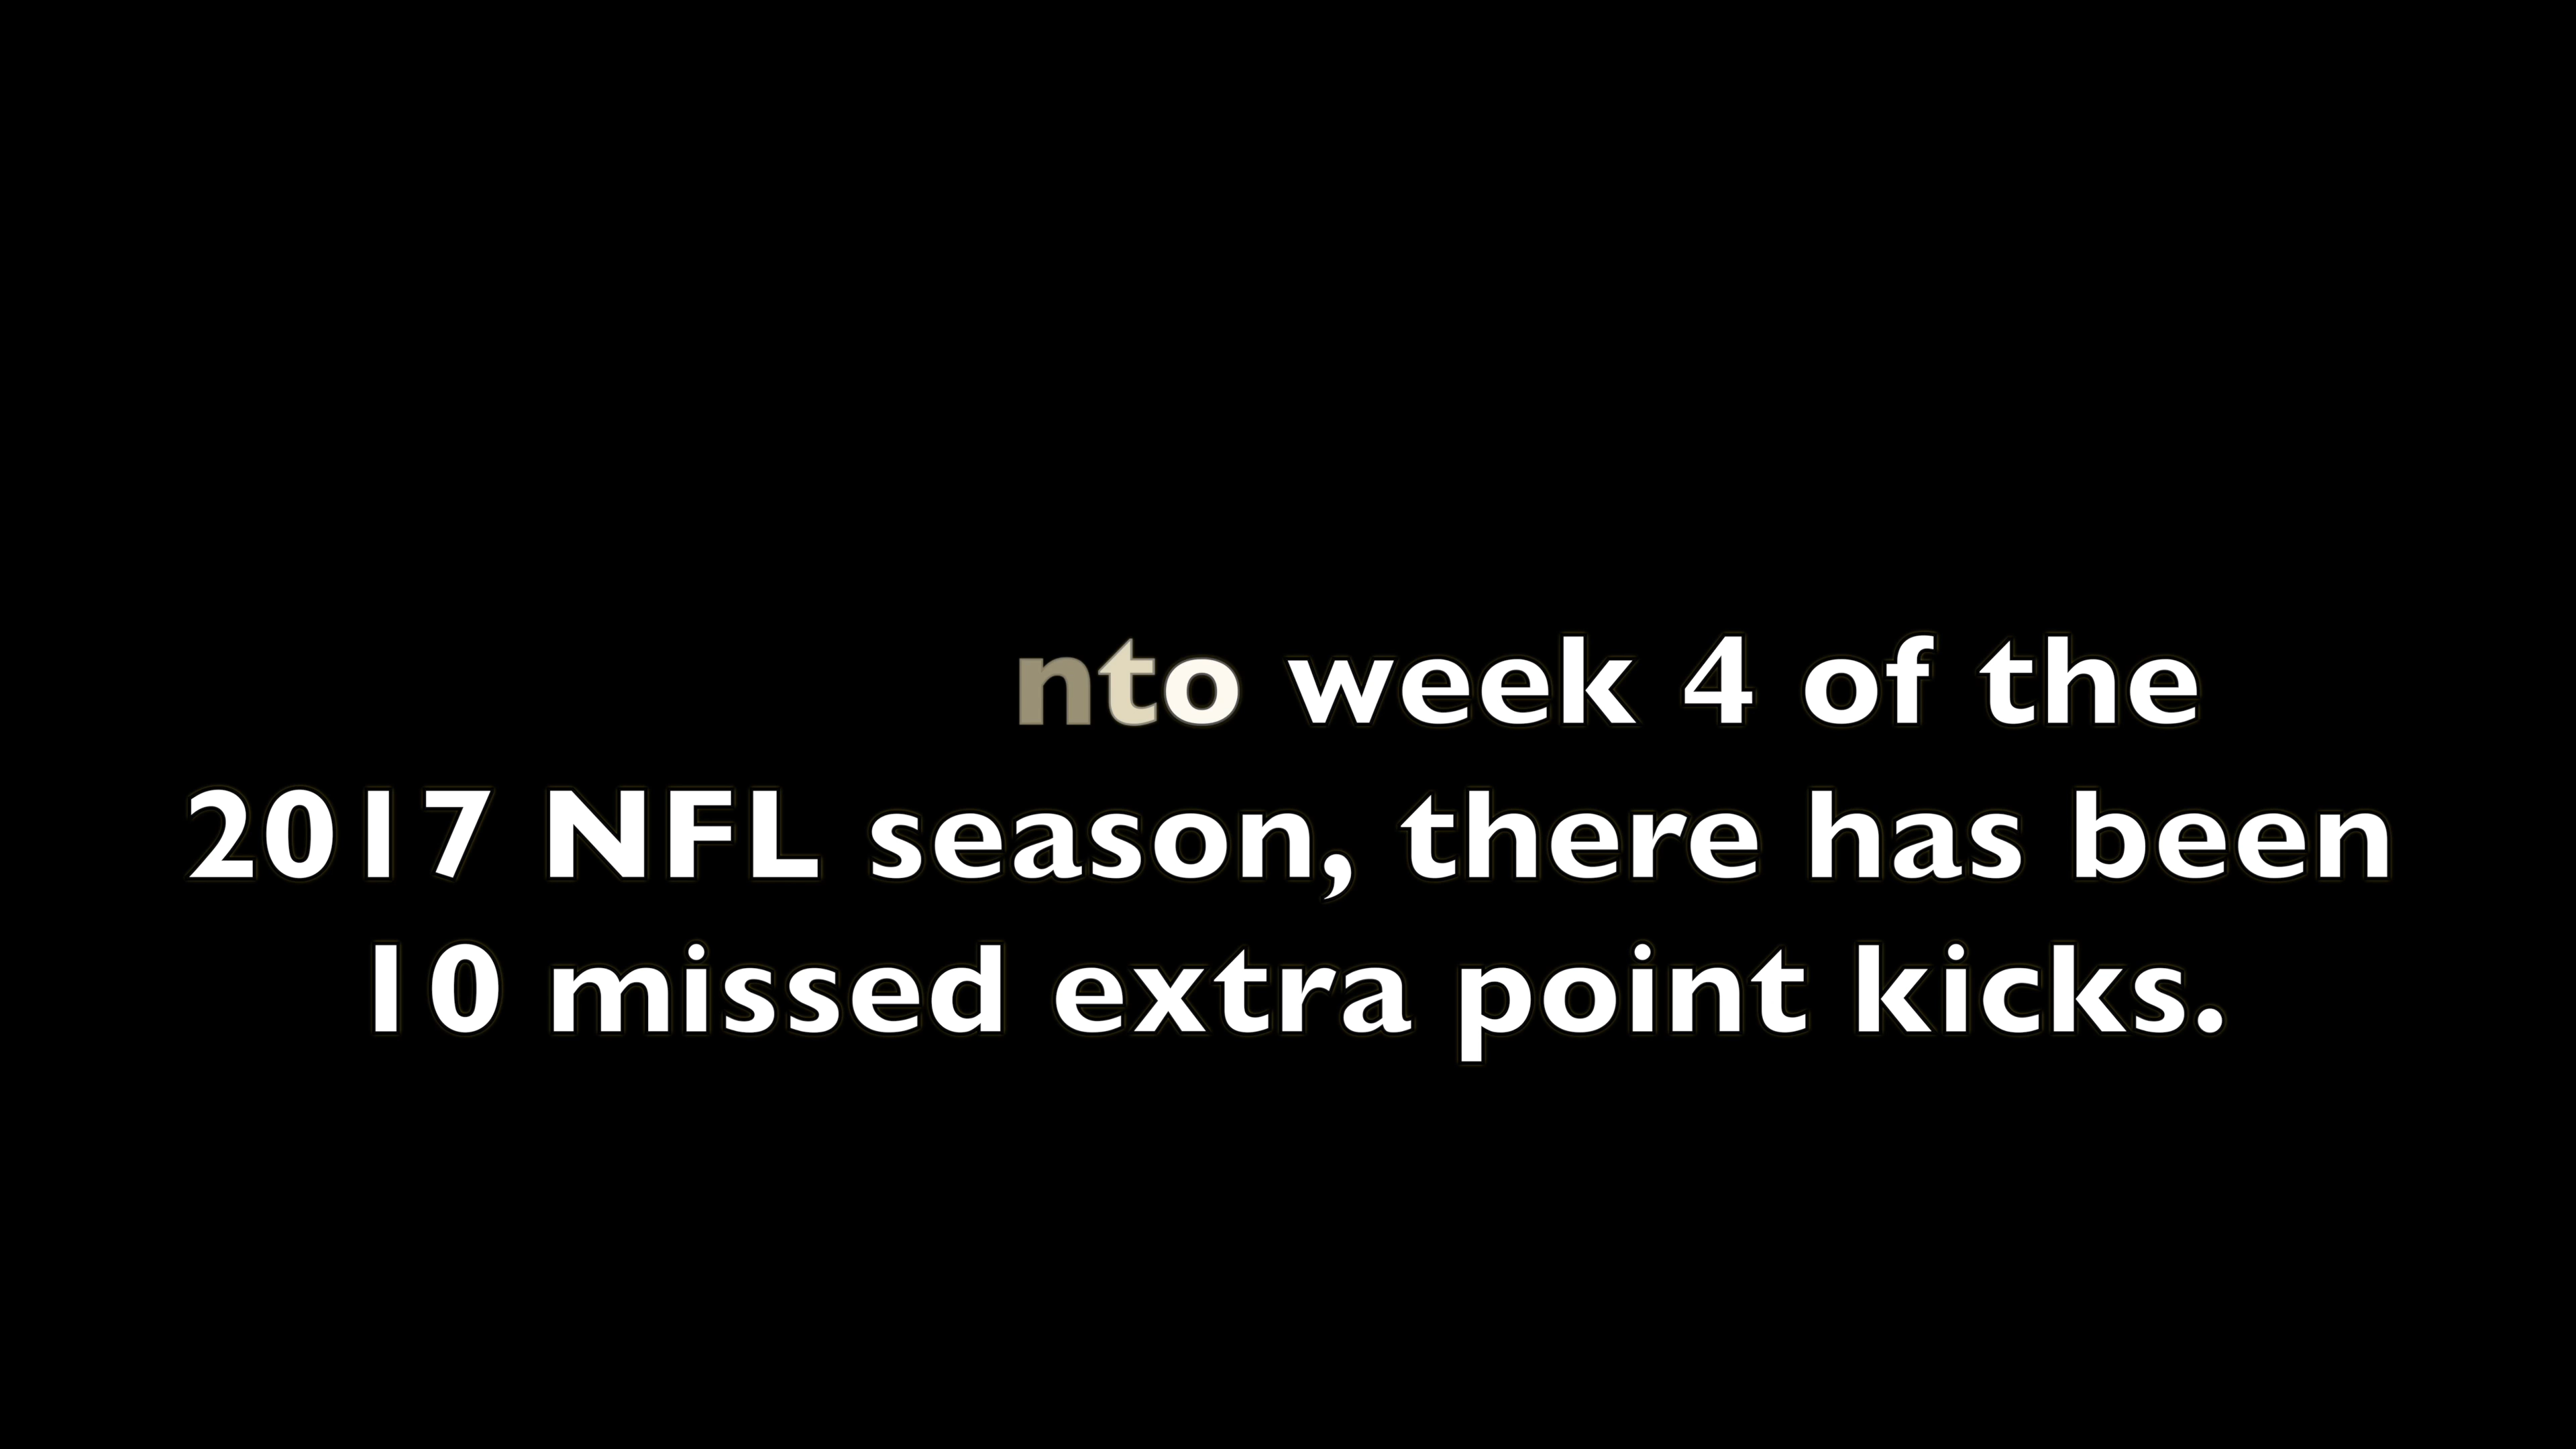 nto week 4 of the
2017 NFL season, there has been
10 missed extra point kicks.